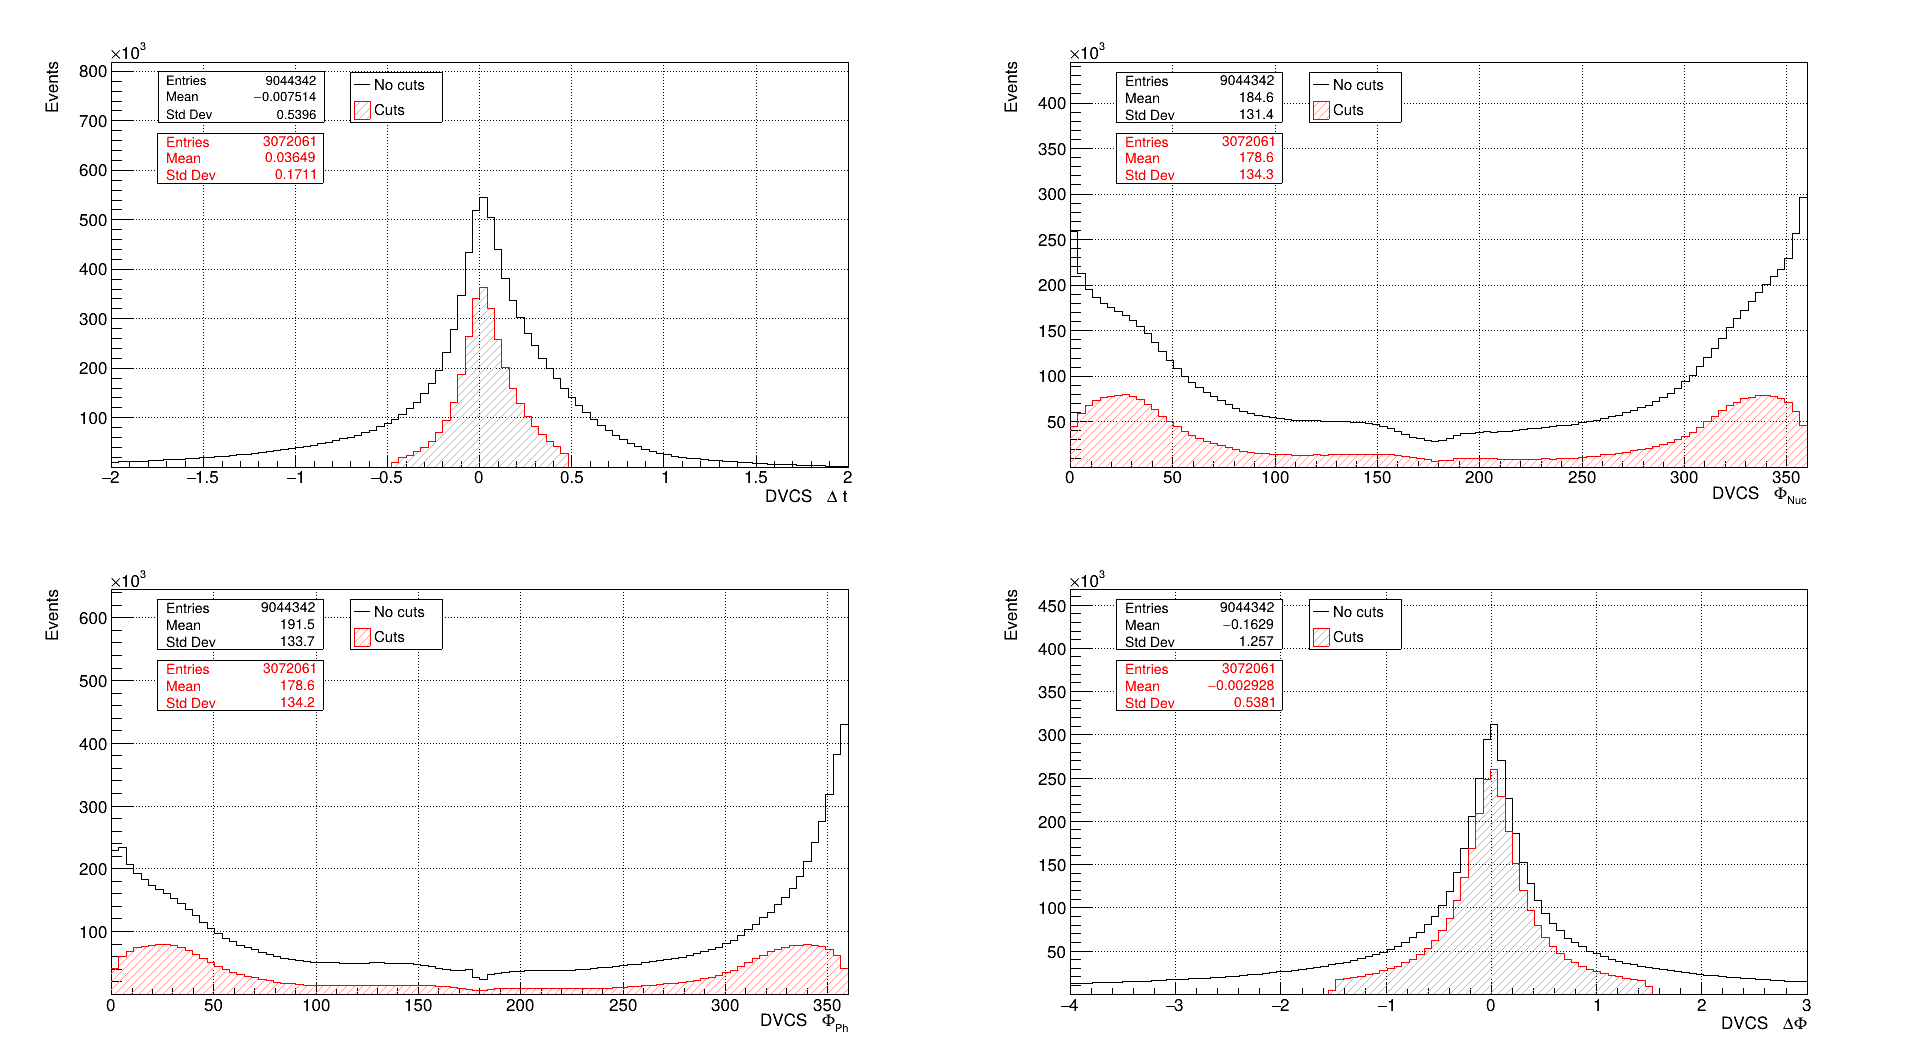 ×10³
Events
800
700
600
500
400
300
200
100
Entries 9044342
Mean −0.007514
Std Dev 0.5396
Entries 3072061
Mean 0.03649
Std Dev 0.1711
No cuts
Cuts
−2 −1.5 −1 −0.5 0 0.5 1 1.5 2
DVCS Δ t
×10³
Events
400
350
300
250
200
150
100
50
Entries 9044342
Mean 184.6
Std Dev 131.4
Entries 3072061
Mean 178.6
Std Dev 134.3
No cuts
Cuts
0 50 100 150 200 250 300 350
DVCS Φ_Nuc
×10³
Events
600
500
400
300
200
100
Entries 9044342
Mean 191.5
Std Dev 133.7
Entries 3072061
Mean 178.6
Std Dev 134.2
No cuts
Cuts
0 50 100 150 200 250 300 350
DVCS Φ_Ph
×10³
Events
450
400
350
300
250
200
150
100
50
Entries 9044342
Mean −0.1629
Std Dev 1.257
Entries 3072061
Mean −0.002928
Std Dev 0.5381
No cuts
Cuts
−4 −3 −2 −1 0 1 2 3
DVCS ΔΦ